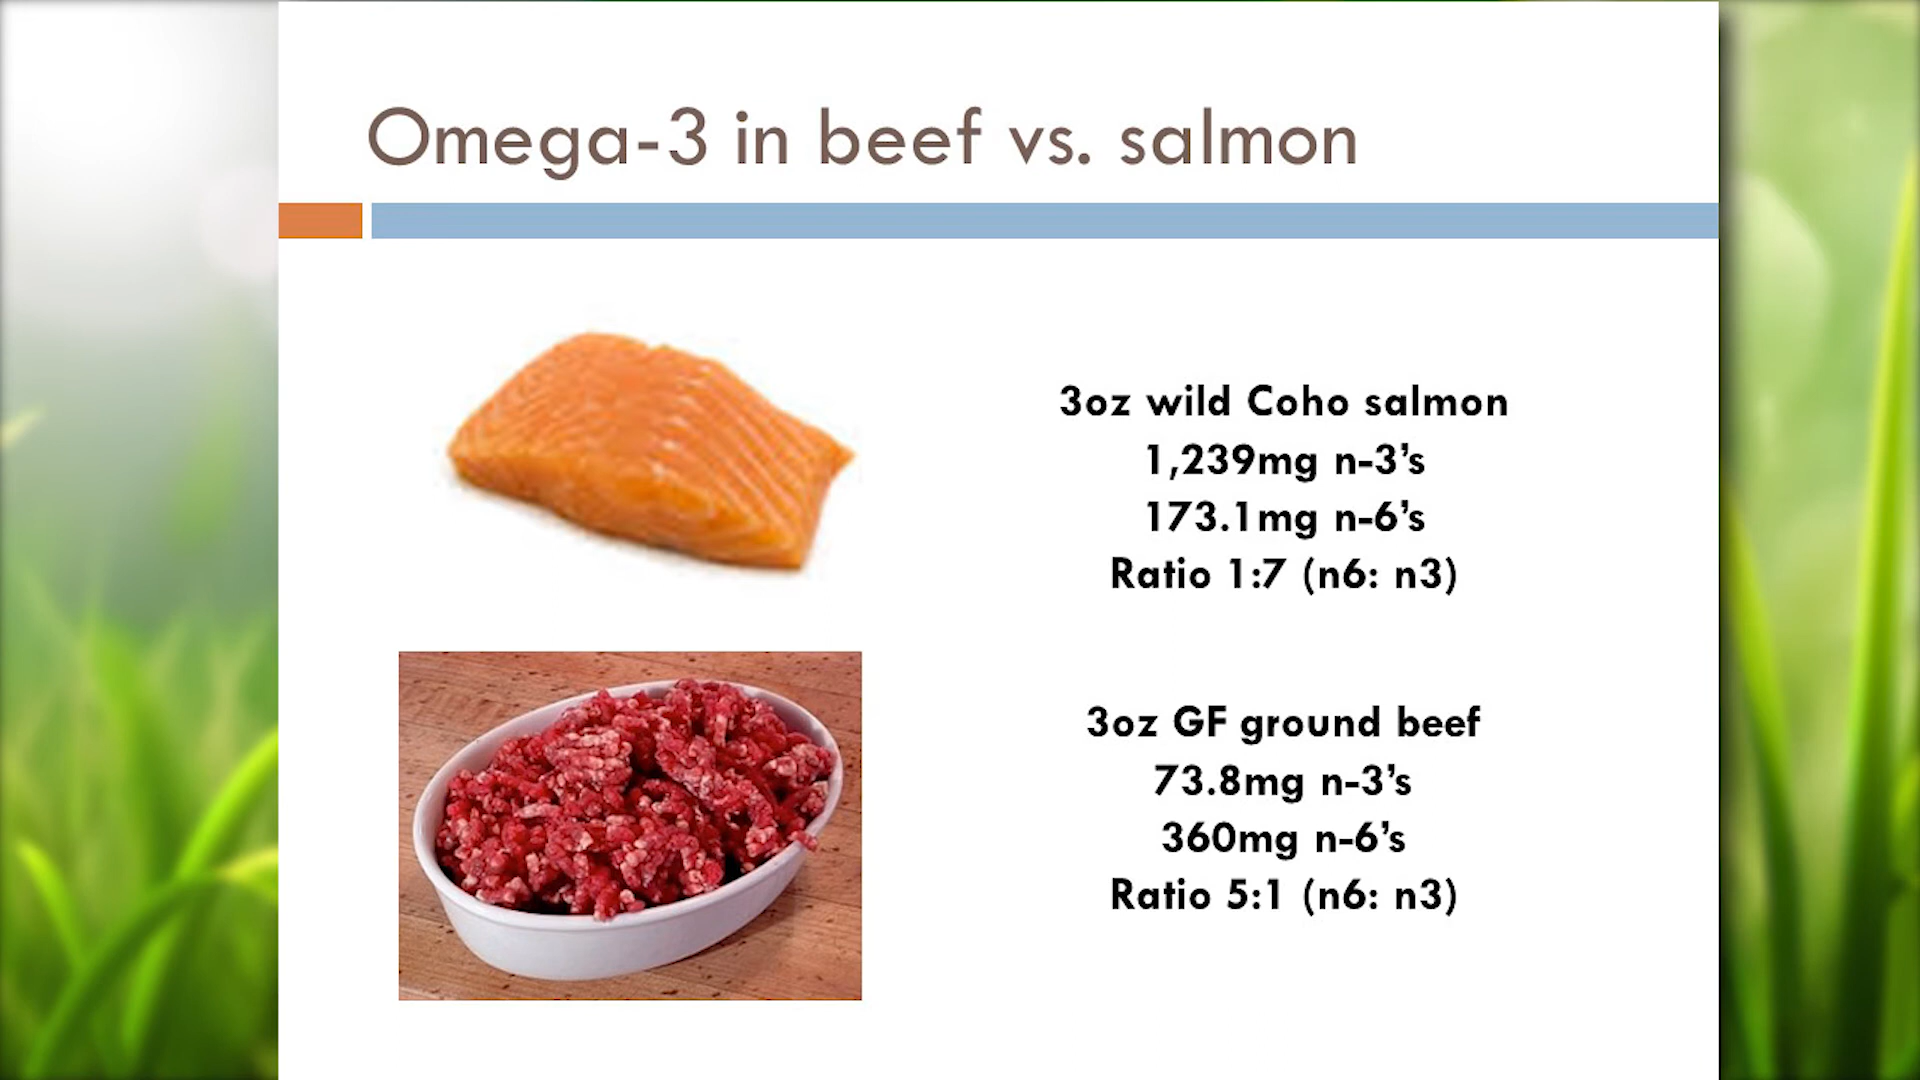 Omega-3 in beef vs. salmon
3oz wild Coho salmon
1,239mg n-3’s
173.1mg n-6’s
Ratio 1:7 (n6: n3)
3oz GF ground beef
73.8mg n-3’s
360mg n-6’s
Ratio 5:1 (n6: n3)